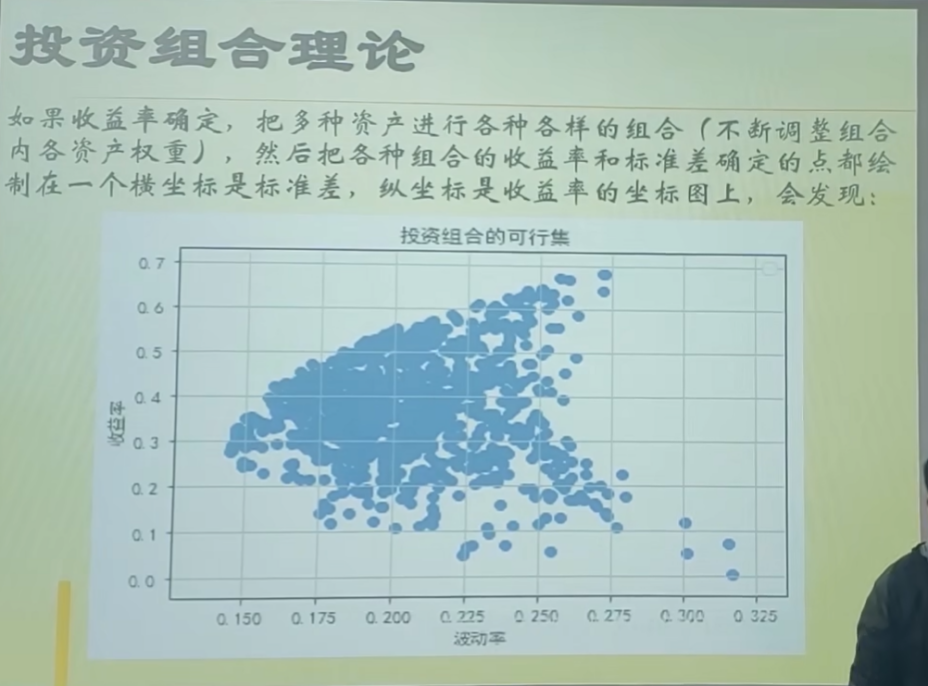 投资组合理论
如果收益率确定，把多种资产进行各种各样的组合（不断调整组合
内各资产权重），然后把各种组合的收益率和标准差确定的点都绘
制在一个横坐标是标准差，纵坐标是收益率的坐标图上，会发现：
投资组合的可行集
0.7
0.6
0.5
0.4
收益率
0.3
0.2
0.1
0.0
0.150 0.175 0.200 0.225 0.250 0.275 0.300 0.325
波动率